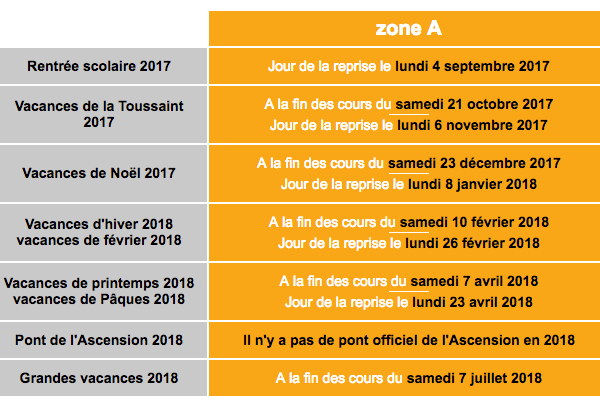 zone A
Rentrée scolaire 2017
Jour de la reprise le lundi 4 septembre 2017
Vacances de la Toussaint
2017
A la fin des cours du samedi 21 octobre 2017
Jour de la reprise le lundi 6 novembre 2017
Vacances de Noël 2017
A la fin des cours du samedi 23 décembre 2017
Jour de la reprise le lundi 8 janvier 2018
Vacances d'hiver 2018
vacances de février 2018
A la fin des cours du samedi 10 février 2018
Jour de la reprise le lundi 26 février 2018
Vacances de printemps 2018
vacances de Pâques 2018
A la fin des cours du samedi 7 avril 2018
Jour de la reprise le lundi 23 avril 2018
Pont de l'Ascension 2018
Il n'y a pas de pont officiel de l'Ascension en 2018
Grandes vacances 2018
A la fin des cours du samedi 7 juillet 2018